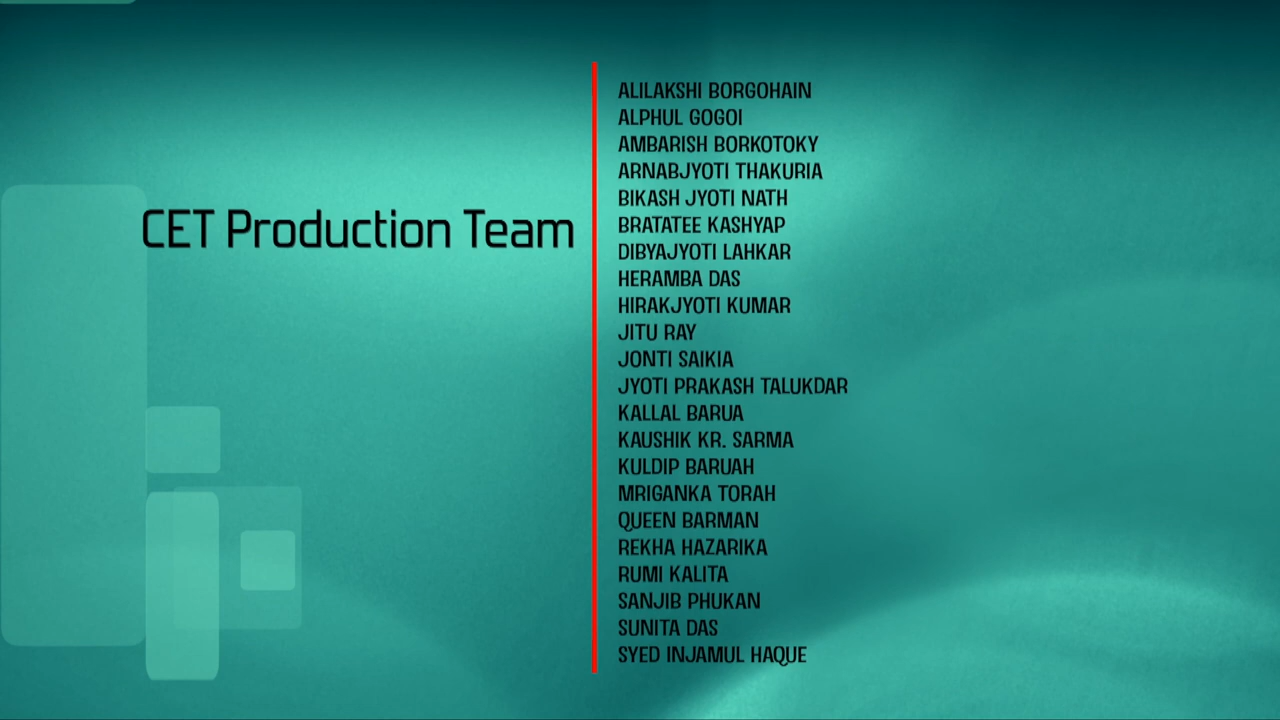 CET Production Team
ALILAKSHI BORGOHAIN
ALPHUL GOGOI
AMBARISH BORKOTOKY
ARNABJYOTI THAKURIA
BIKASH JYOTI NATH
BRATATEE KASHYAP
DIBYAJYOTI LAHKAR
HERAMBA DAS
HIRAKJYOTI KUMAR
JITU RAY
JONTI SAIKIA
JYOTI PRAKASH TALUKDAR
KALLAL BARUA
KAUSHIK KR. SARMA
KULDIP BARUAH
MRIGANKA TORAH
QUEEN BARMAN
REKHA HAZARIKA
RUMI KALITA
SANJIB PHUKAN
SUNITA DAS
SYED INJAMUL HAQUE